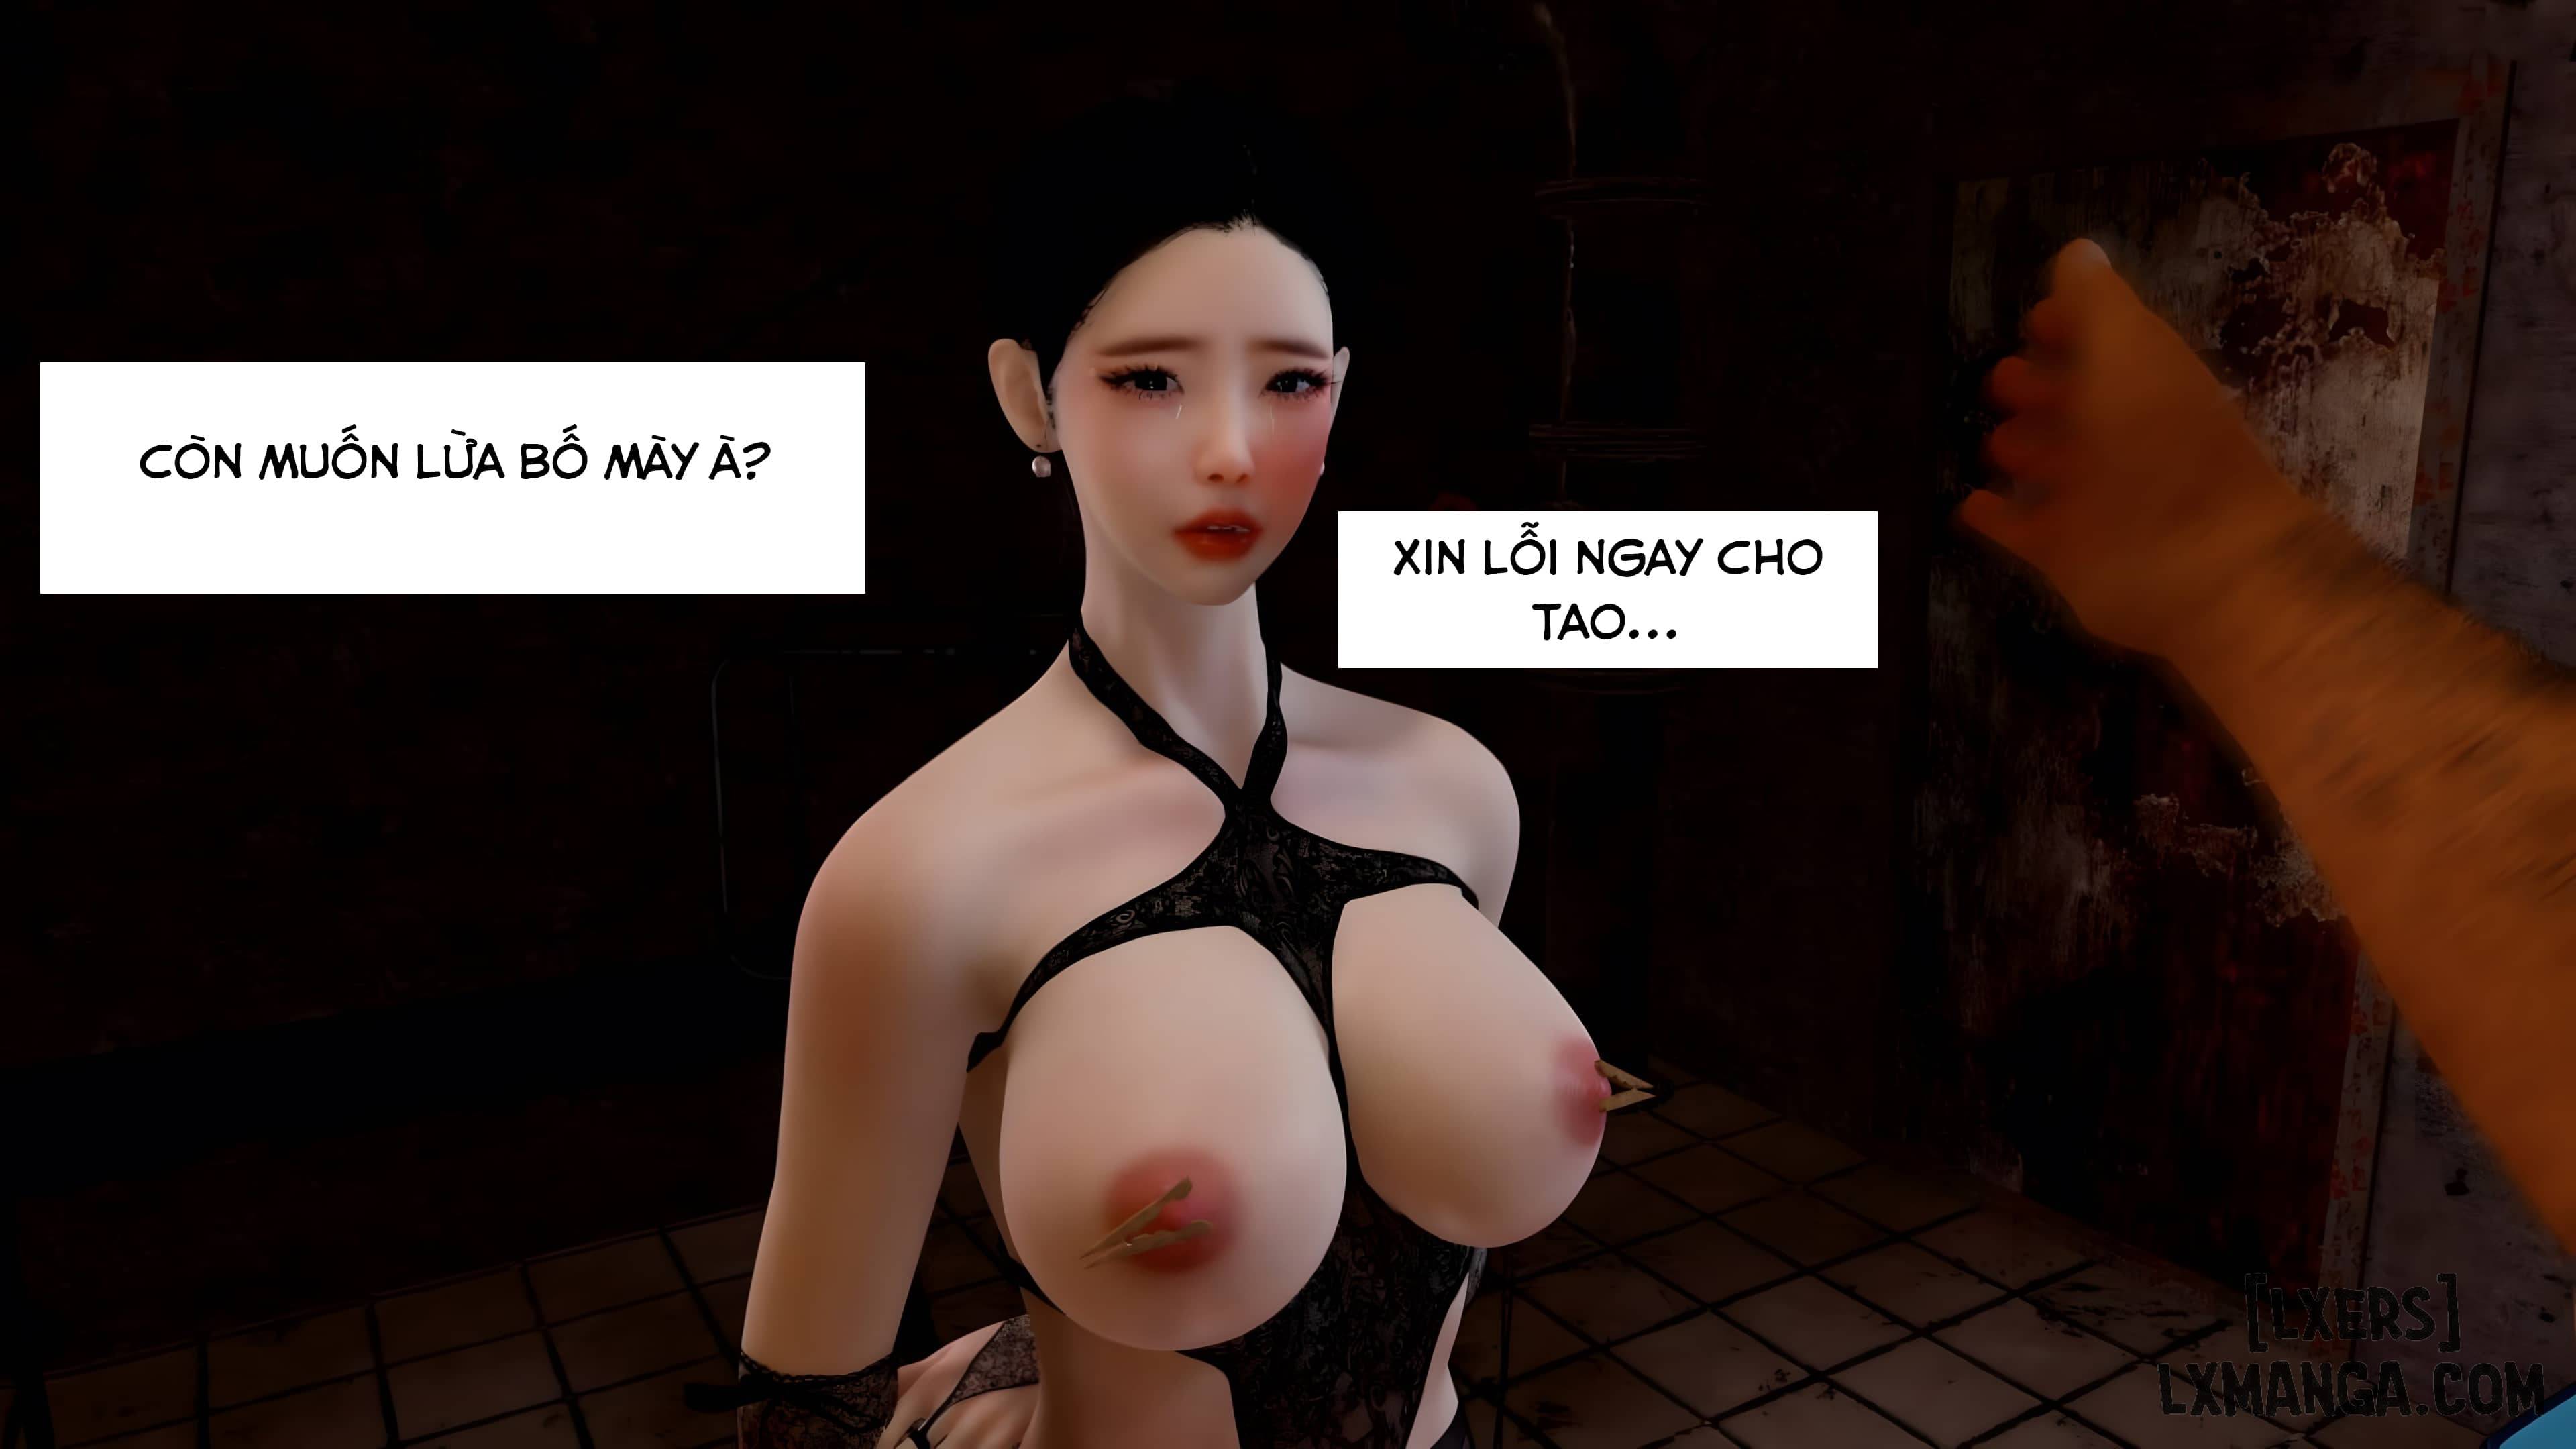 CÒN MUỐN LỪA BỐ MÀY À?
XIN LỖI NGAY CHO
TAO...
[LXERS]
LXMANGA.COM